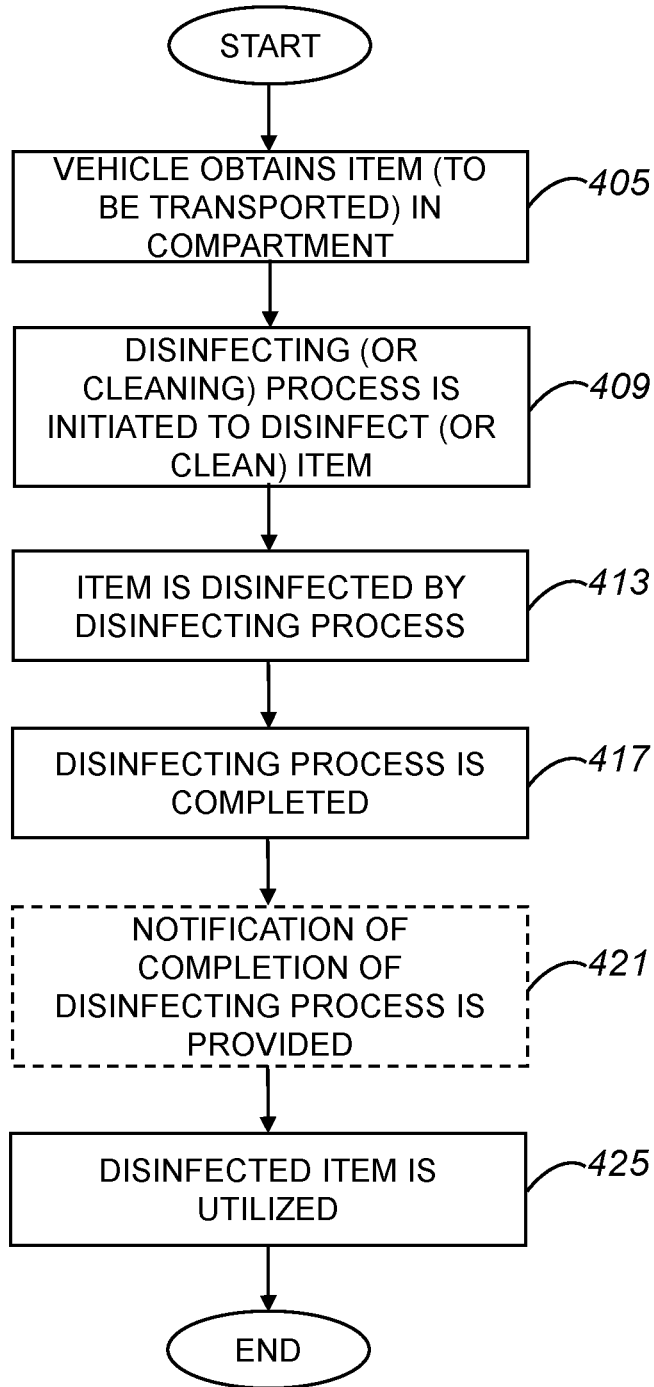 START
VEHICLE OBTAINS ITEM (TO
BE TRANSPORTED) IN
COMPARTMENT
405
DISINFECTING (OR
CLEANING) PROCESS IS
INITIATED TO DISINFECT (OR
CLEAN) ITEM
409
ITEM IS DISINFECTED BY
DISINFECTING PROCESS
413
DISINFECTING PROCESS IS
COMPLETED
417
NOTIFICATION OF
COMPLETION OF
DISINFECTING PROCESS IS
PROVIDED
421
DISINFECTED ITEM IS
UTILIZED
425
END